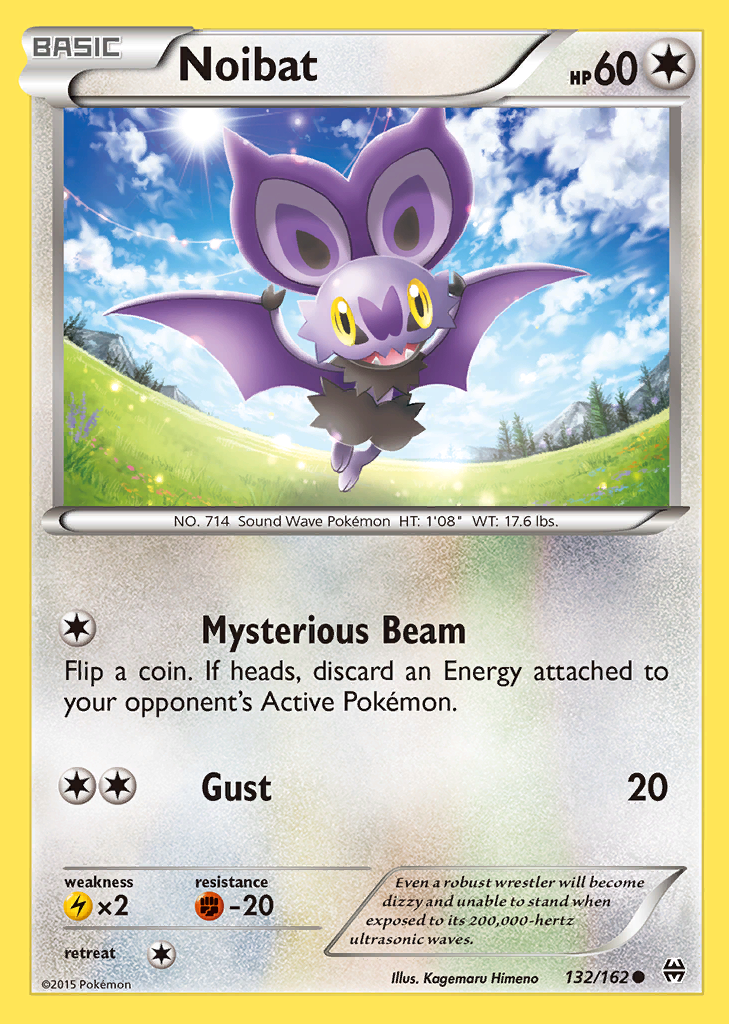 BASIC
Noibat
HP60
NO. 714 Sound Wave Pokémon HT: 1'08" WT: 17.6 lbs.
Mysterious Beam
Flip a coin. If heads, discard an Energy attached to
your opponent's Active Pokémon.
Gust 20
weakness resistance
×2 -20
retreat
Even a robust wrestler will become
dizzy and unable to stand when
exposed to its 200,000-hertz
ultrasonic waves.
©2015 Pokémon
Illus. Kagemaru Himeno 132/162